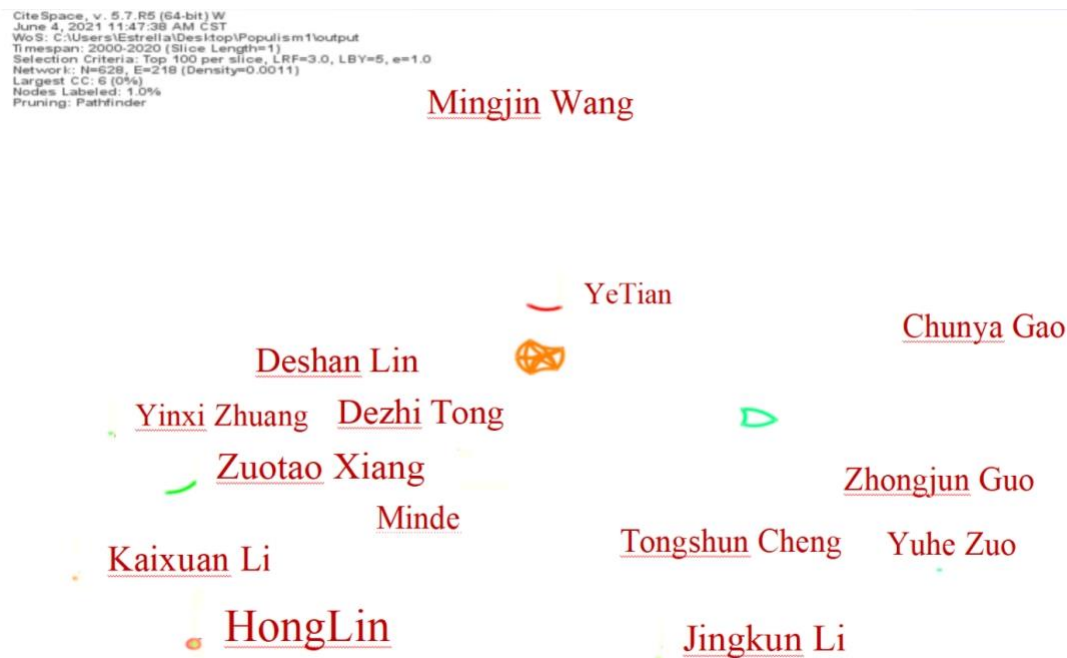 CiteSpace, v. 5.7.R5 (64-bit) W
June 4, 2021 11:47:38 AM CST
WoS: C:\Users\Estrella\Desktop\Populism1\output
Timespan: 2000-2020 (Slice Length=1)
Selection Criteria: Top 100 per slice, LRF=3.0, LBY=5, e=1.0
Network: N=628, E=218 (Density=0.0011)
Largest CC: 6 (0%)
Nodes Labeled: 1.0%
Pruning: Pathfinder
Mingjin Wang
YeTian
Chunya Gao
Deshan Lin
Yinxi Zhuang
Dezhi Tong
Zuotao Xiang
Zhongjun Guo
Minde
Tongshun Cheng
Yuhe Zuo
Kaixuan Li
HongLin
Jingkun Li